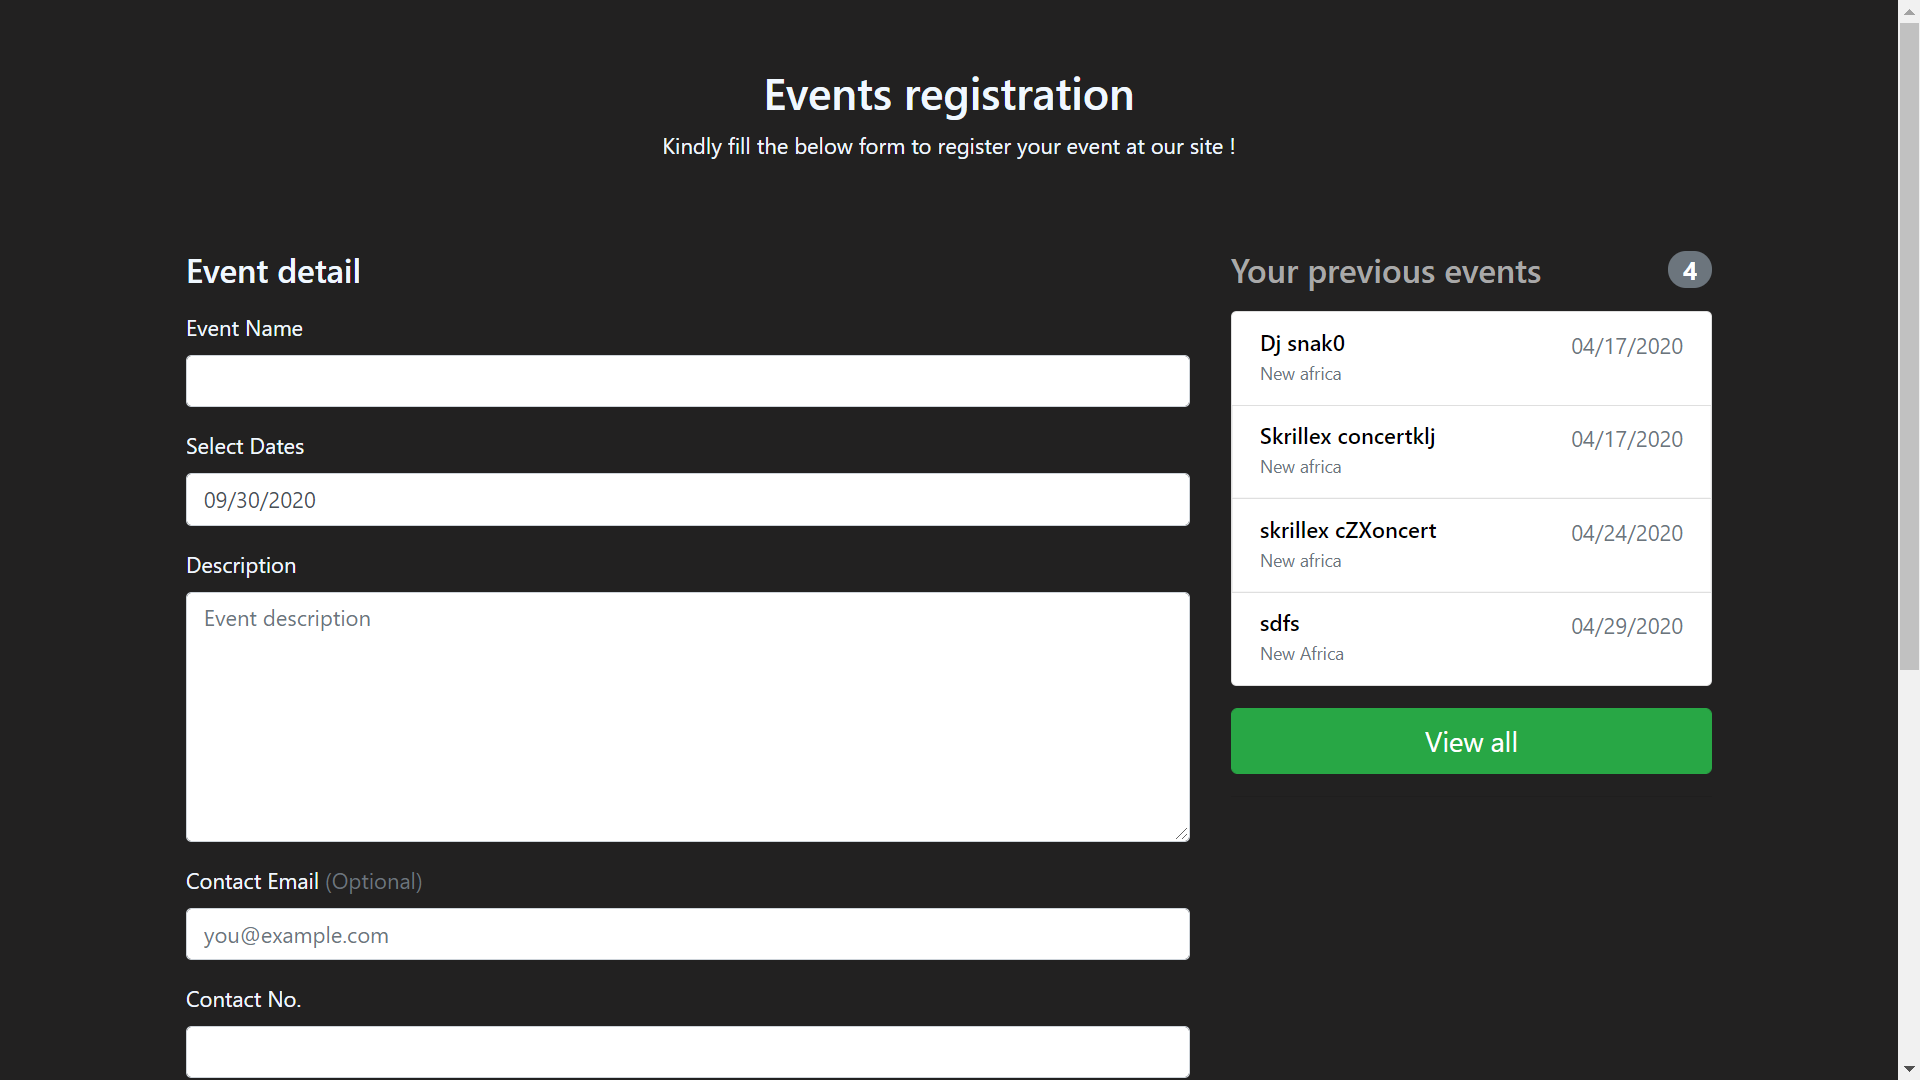 Events registration
Kindly fill the below form to register your event at our site !
Event detail
Event Name
Select Dates
09/30/2020
Description
Event description
Contact Email (Optional)
you@example.com
Contact No.
Your previous events 4
Dj snak0 04/17/2020
New africa
Skrillex concertklj 04/17/2020
New africa
skrillex cZXoncert 04/24/2020
New africa
sdfs 04/29/2020
New Africa
View all